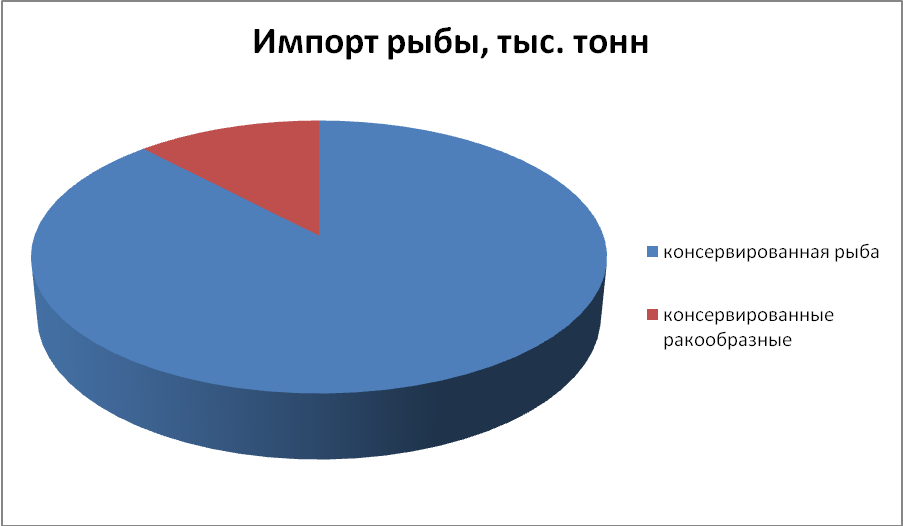 Импорт рыбы, тыс. тонн
консервированная рыба
консервированные
ракообразные